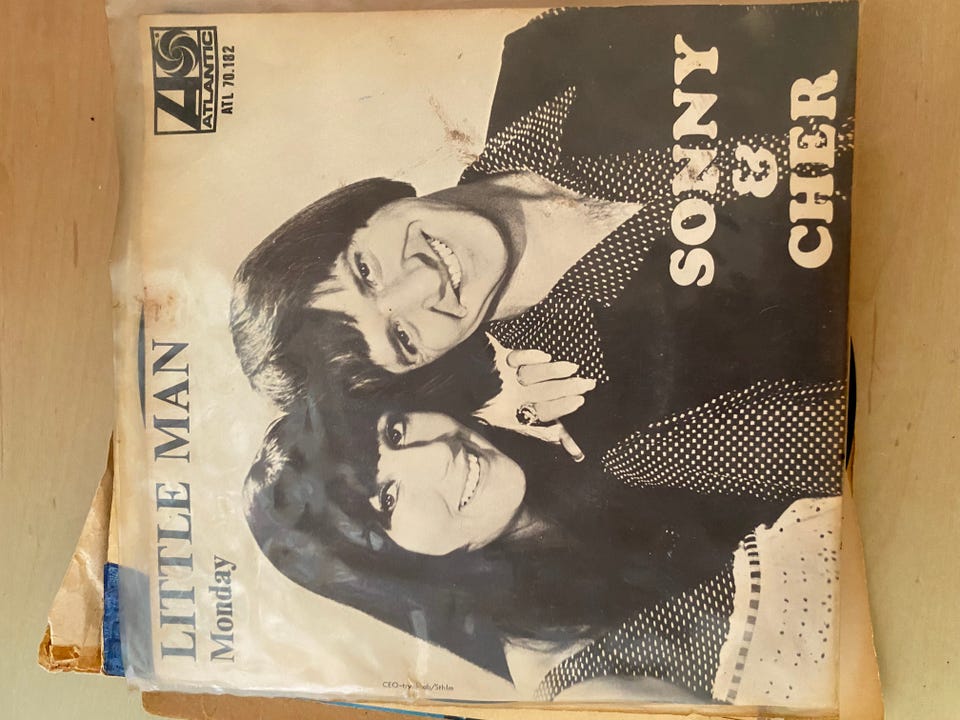 LITTLE MAN
Monday
ATLANTIC
ATL 70.182
SONNY
&
CHER